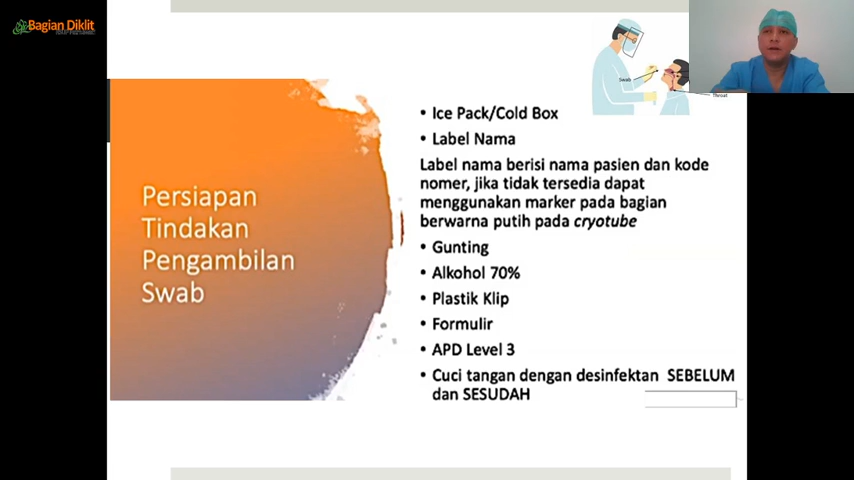 Bagian Diklit
Swab
Throat
Persiapan
Tindakan
Pengambilan
Swab
• Ice Pack/Cold Box
• Label Nama
Label nama berisi nama pasien dan kode
nomer, jika tidak tersedia dapat
menggunakan marker pada bagian
berwarna putih pada cryotube
• Gunting
• Alkohol 70%
• Plastik Klip
• Formulir
• APD Level 3
• Cuci tangan dengan desinfektan SEBELUM
dan SESUDAH